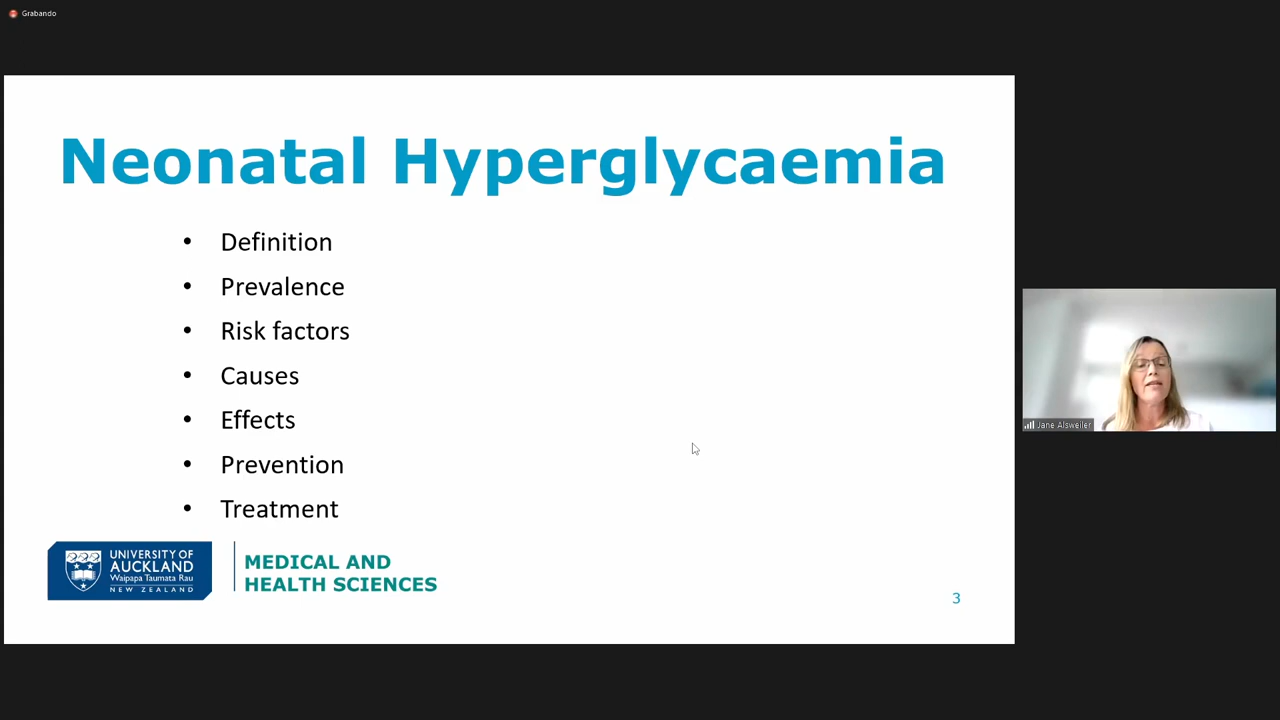 Grabando
Neonatal Hyperglycaemia
• Definition
• Prevalence
• Risk factors
• Causes
• Effects
• Prevention
• Treatment
UNIVERSITY OF
AUCKLAND
Waipapa Taumata Rau
NEW ZEALAND
MEDICAL AND
HEALTH SCIENCES
3
Jane Alsweiler